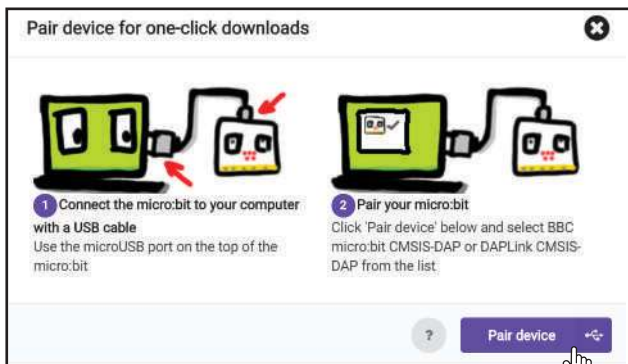 Pair device for one-click downloads
1 Connect the micro:bit to your computer
with a USB cable
Use the microUSB port on the top of the
micro:bit
2 Pair your micro:bit
Click 'Pair device' below and select BBC
micro:bit CMSIS-DAP or DAPLink CMSIS-
DAP from the list
?
Pair device